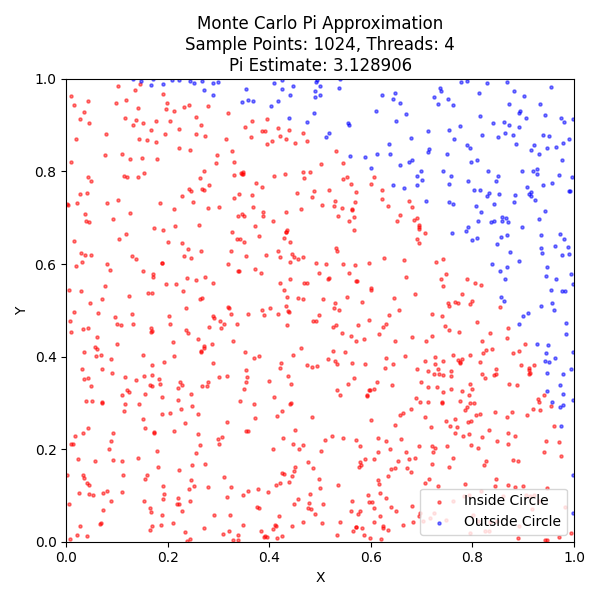 Monte Carlo Pi Approximation
Sample Points: 1024, Threads: 4
Pi Estimate: 3.128906
1.0
0.8
0.6
0.4
0.2
0.0
Y
Inside Circle
Outside Circle
0.0 0.2 0.4 0.6 0.8 1.0
X